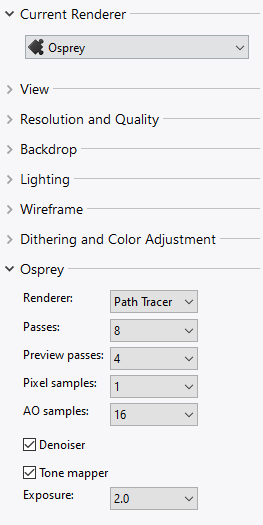 Current Renderer
Osprey
View
Resolution and Quality
Backdrop
Lighting
Wireframe
Dithering and Color Adjustment
Osprey
Renderer: Path Tracer
Passes: 8
Preview passes: 4
Pixel samples: 1
AO samples: 16
Denoiser
Tone mapper
Exposure: 2.0